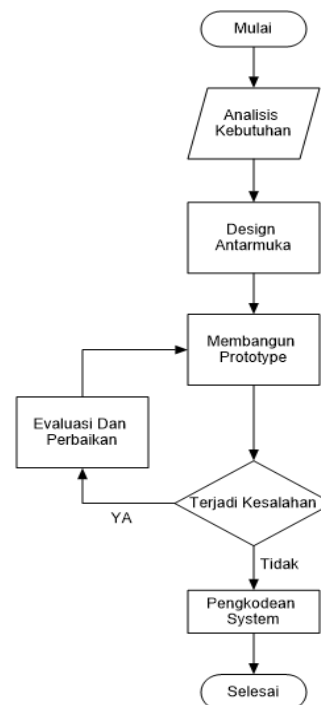 Mulai
Analisis
Kebutuhan
Design
Antarmuka
Membangun
Prototype
Evaluasi Dan
Perbaikan
Terjadi Kesalahan
YA
Tidak
Pengkodean
System
Selesai